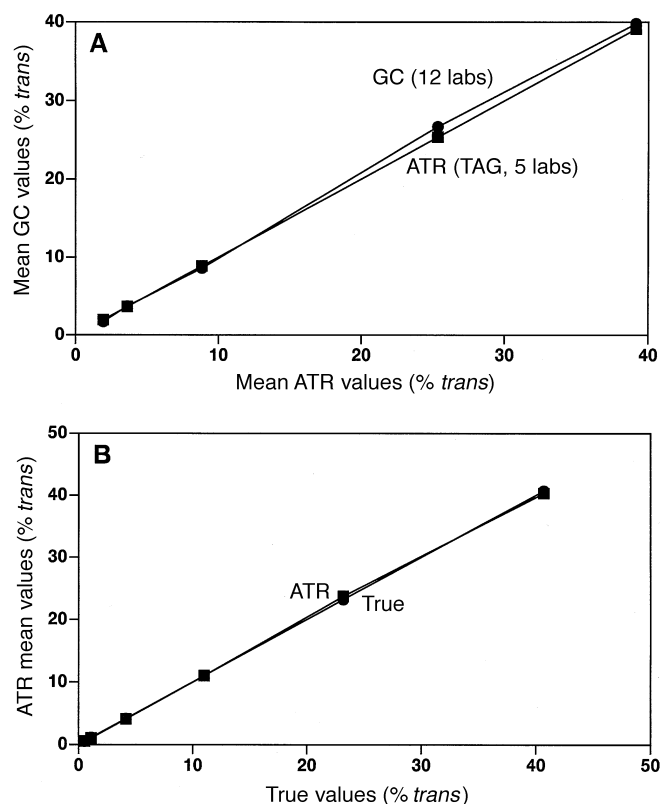 A
40
30
20
10
0
Mean GC values (% trans)
GC (12 labs)
ATR (TAG, 5 labs)
0 10 20 30 40
Mean ATR values (% trans)
B
50
40
30
20
10
0
ATR mean values (% trans)
ATR
True
0 10 20 30 40 50
True values (% trans)